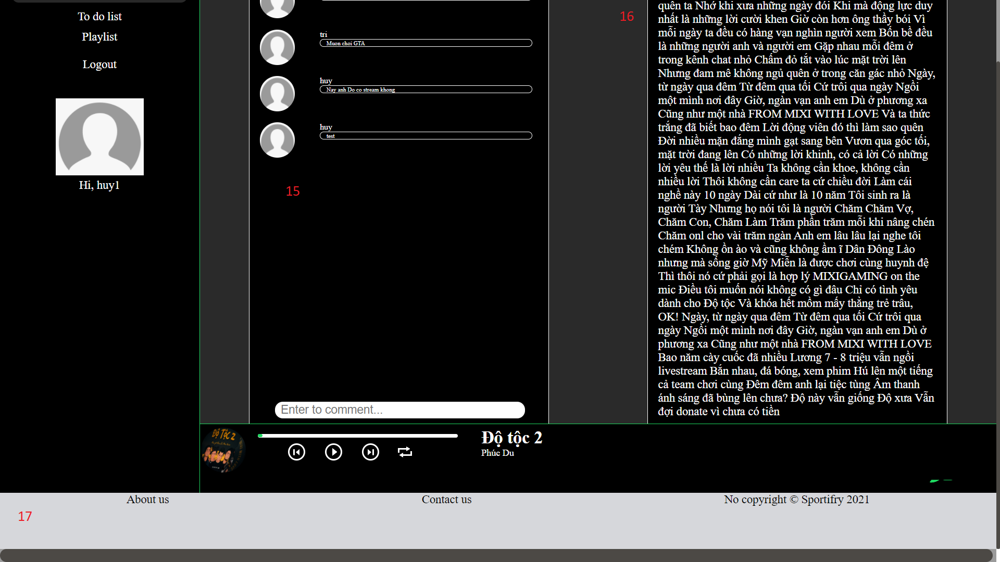 To do list
Playlist
Logout
Hi, huy1
tri
Muon choi GTA
huy
Nay anh Do co stream khong
huy
test
15
Enter to comment...
16
quên ta Nhớ khi xưa những ngày đói Khi mà động lực duy
nhất là những lời cười khen Giờ còn hơn ông thầy bói Vì
mỗi ngày ta đều có hàng vạn nghìn người xem Bốn bề đều
là những người anh và người em Gặp nhau mỗi đêm ở
trong kênh chat nhỏ Chấm đỏ tắt vào lúc mặt trời lên
Nhưng đam mê không ngủ quên ở trong căn gác nhỏ Ngày,
từ ngày qua đêm Từ đêm qua tối Cứ trôi qua ngày Ngồi
một mình nơi đây Giờ, ngàn vạn anh em Dù ở phương xa
Cũng như một nhà FROM MIXI WITH LOVE Và ta thức
trắng đã biết bao đêm Lời động viên đó thì làm sao quên
Đời nhiều mặn đắng mình gạt sang bên Vươn qua góc tối,
mặt trời đang lên Có những lời khinh, có cả lời Có những
lời yêu thế là lời nhiều Ta không cần khoe, không cần
nhiều lời Thôi không cần care ta cứ chiều đời Làm cái
nghề này 10 ngày Dài cứ như là 10 năm Tôi sinh ra là
người Tày Nhưng họ nói tôi là người Chăm Chăm Vợ,
Chăm Con, Chăm Làm Trăm phần trăm mỗi khi nâng chén
Chăm onl cho vài trăm ngàn Anh em lâu lâu lại nghe tôi
chém Không ồn ào và cũng không ầm ĩ Dân Đông Lào
nhưng mà sống giờ Mỹ Miễn là được chơi cùng huynh đệ
Thì thôi nó cứ phải gọi là hợp lý MIXIGAMING on the
mic Điều tôi muốn nói không có gì đâu Chỉ có tình yêu
dành cho Độ tộc Và khóa hết mồm mấy thằng trẻ trâu,
OK! Ngày, từ ngày qua đêm Từ đêm qua tối Cứ trôi qua
ngày Ngồi một mình nơi đây Giờ, ngàn vạn anh em Dù ở
phương xa Cũng như một nhà FROM MIXI WITH LOVE
Bao năm cày cuốc đã nhiều Lương 7 - 8 triệu vẫn ngồi
livestream Bắn nhau, đá bóng, xem phim Hú lên một tiếng
cả team chơi cùng Đêm đêm anh lại tiệc tùng Âm thanh
ánh sáng đã bùng lên chưa? Độ này vẫn giống Độ xưa Vẫn
đợi donate vì chưa có tiền
ĐỘ TỘC 2
Độ tộc 2
Phúc Du
About us
Contact us
No copyright © Sportifry 2021
17